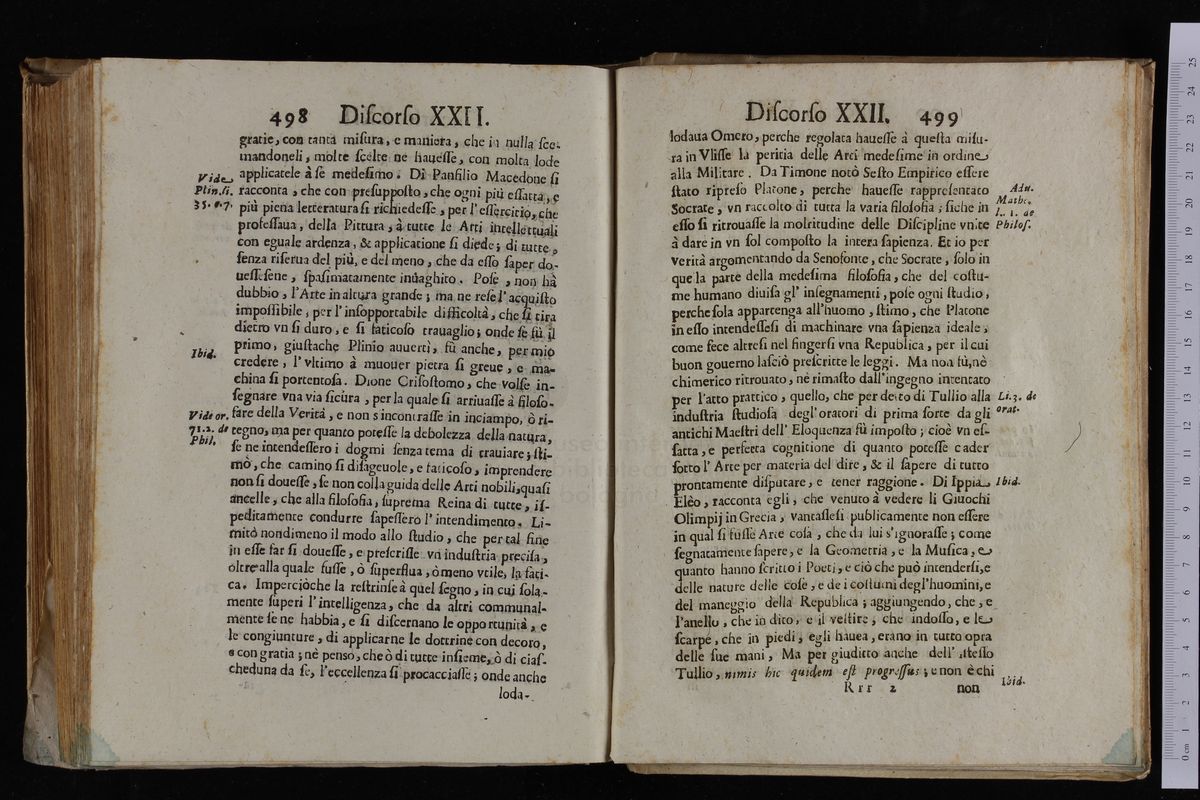 498 Diſcorſo XXII.
gratie, con tanta miſura, e maniera, che in nulla ſce-
mandoneli, molte ſcelte ne haueſſe, con molta lode
applicatele à ſe medeſimo. Di Panfilio Macedone ſi
Vide
Plin. li.
35. c. 7.
racconta, che con preſuppoſto, che ogni più eſſatta, e
più piena letteratura ſi richiedeſſe, per l'eſſercitio, che
profeſſaua, della Pittura, à tutte le Arti intellettuali
con eguale ardenza, & applicatione ſi diede; di tutte,
ſenza riſerua del più, e del meno, che da eſſo ſaper do-
ueſſeſene, ſpaſimatamente inuaghito. Poſe, non hà
dubbio, l'Arte in altura grande; ma ne reſe l'acquiſto
impoſſibile, per l'inſopportabile difficoltà, che ſi tira
dietro vn ſi duro, e ſi faticoſo trauaglio; onde ſe fù il
primo, giuſtache Plinio auuertì, fù anche, per mio
Ibid.
credere, l'vltimo à muouer pietra ſi greue, e ma-
china ſi portentoſa. Dione Criſoſtomo, che volſe in-
ſegnare vna via ſicura, per la quale ſi arriuaſſe à filoſo-
Vide or.
71. 2. de
Phil.
fare della Verità, e non s'incontraſſe in inciampo, ò ri-
tegno, ma per quanto poteſſe la debolezza della natura,
ſe ne intendeſſero i dogmi ſenza tema di trauiare; ſti-
mò, che camino ſi diſageuole, e faticoſo, imprendere
non ſi doueſſe, ſe non colla guida delle Arti nobili, quaſi
ancelle, che alla filoſofia, ſuprema Reina di tutte, iſ-
peditamente condurre ſapeſſero l'intendimento. Li-
mitò nondimeno il modo allo ſtudio, che per tal fine
in eſſe far ſi doueſſe, e preſcriſſe vn induſtria preciſa,
oltre alla quale fuſſe, ò ſuperflua, ò meno vtile, la fati-
ca. Imperciòche la reſtrinſe à quel ſegno, in cui ſola-
mente ſuperi l'intelligenza, che da altri communal-
mente ſe ne habbia, e ſi diſcernano le opportunità, e
le congiunture, di applicarne le dottrine con decoro,
e con gratia; nè penso, che ò di tutte inſieme, ò di ciaſ-
cheduna da ſe, l'eccellenza ſi procacciaſſe; onde anche
loda-
Diſcorſo XXII. 499
lodaua Omero, perche regolata haueſſe à queſta miſu-
ra in Vliſſe la peritia delle Arti medeſime in ordine
alla Militare. Da Timone notò Seſto Empirico eſſere
ſtato ripreſo Platone, perche haueſſe rappreſentato
Adu.
Mathe.
l. 1. de
Philoſ.
Socrate, vn raccolto di tutta la varia filoſofia; ſiche in
eſſo ſi ritrouaſſe la moltitudine delle Diſcipline vnite
à dare in vn ſol compoſto la intera ſapienza. Et io per
verità argomentando da Senofonte, che Socrate, ſolo in
que la parte della medeſima filoſofia, che del coſtu-
me humano diuiſa gl' inſegnamenti, poſe ogni ſtudio,
perche ſola appartenga all'huomo, ſtimo, che Platone
in eſſo intendeſſeſi di machinare vna ſapienza ideale,
come fece altreſi nel fingerſi vna Republica, per il cui
buon gouerno laſciò preſcritte le leggi. Ma non fù, nè
chimerico ritrouato, nè rimaſto dall'ingegno intentato
per l'atto prattico, quello, che per detto di Tullio alla
Li. 3. de
orat.
induſtria ſtudioſa degl'oratori di prima ſorte da gli
antichi Maeſtri dell' Eloquenza fù impoſto; cioè vn eſ-
ſatta, e perfetta cognitione di quanto poteſſe cader
ſotto l' Arte per materia del dire, & il ſapere di tutto
prontamente diſputare, e tener raggione. Di Ippia
Ibid.
Elèo, racconta egli, che venuto à vedere li Giuochi
Olimpij in Grecia, vantaſſeſi publicamente non eſſere
in qual ſi fuſſe Arte coſa, che da lui s'ignoraſſe; come
ſegnatamente ſapere, e la Geometria, e la Muſica, e
quanto hanno ſcritto i Poeti, e ciò che può intenderſi, e
delle nature delle coſe, e de i coſtumi degl'huomini, e
del maneggio della Republica; aggiungendo, che, e
l'anello, che in dito, e il veſtire, che indoſſo, e le
ſcarpe, che in piedi, egli hauea, erano in tutto opra
delle ſue mani, Ma per giuditto anche dell' iſteſſo
Tullio, nimis hic quidem eſt progreſſus; e non è chi
Ibid.
Rrr 2 non